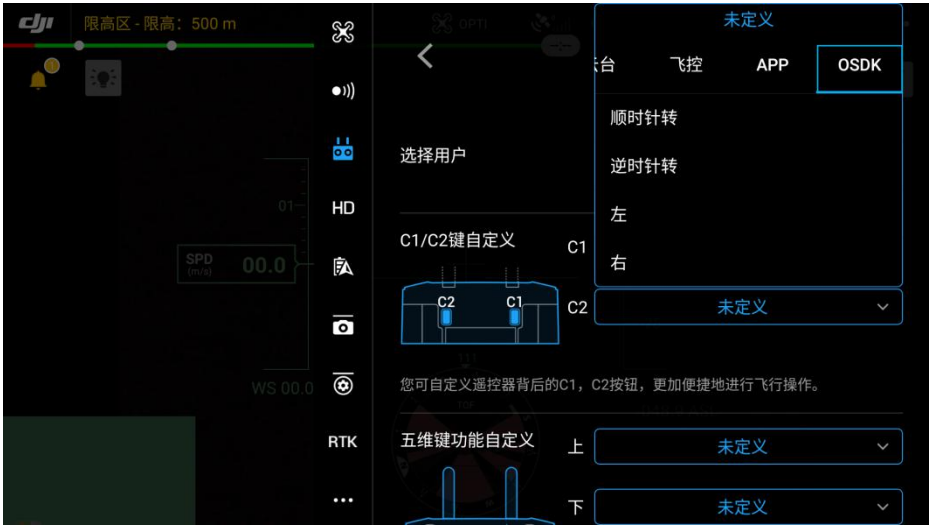 dji 限高区 - 限高：500 m
OPTI
未定义
云台 飞控 APP OSDK
顺时针转
逆时针转
左
右
选择用户
HD
01
SPD
(m/s)
00.0
C1/C2键自定义
C1
C2 C1
C2 未定义
WS 00.0
您可自定义遥控器背后的C1，C2按钮，更加便捷地进行飞行操作。
RTK
五维键功能自定义
上 未定义
下 未定义